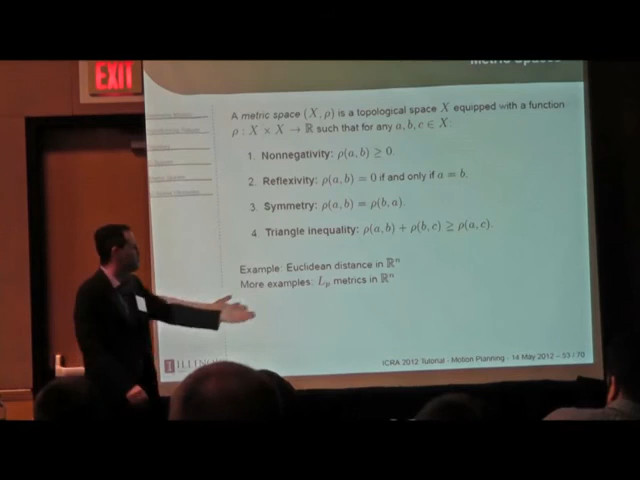 EXIT
Metric Spaces
A metric space (X, ρ) is a topological space X equipped with a function
ρ : X × X → ℝ such that for any a, b, c ∈ X:
1. Nonnegativity: ρ(a, b) ≥ 0.
2. Reflexivity: ρ(a, b) = 0 if and only if a = b.
3. Symmetry: ρ(a, b) = ρ(b, a).
4. Triangle inequality: ρ(a, b) + ρ(b, c) ≥ ρ(a, c).
Example: Euclidean distance in ℝⁿ
More examples: Lₚ metrics in ℝⁿ
ICRA 2012 Tutorial - Motion Planning - 14 May 2012 – 53 / 70